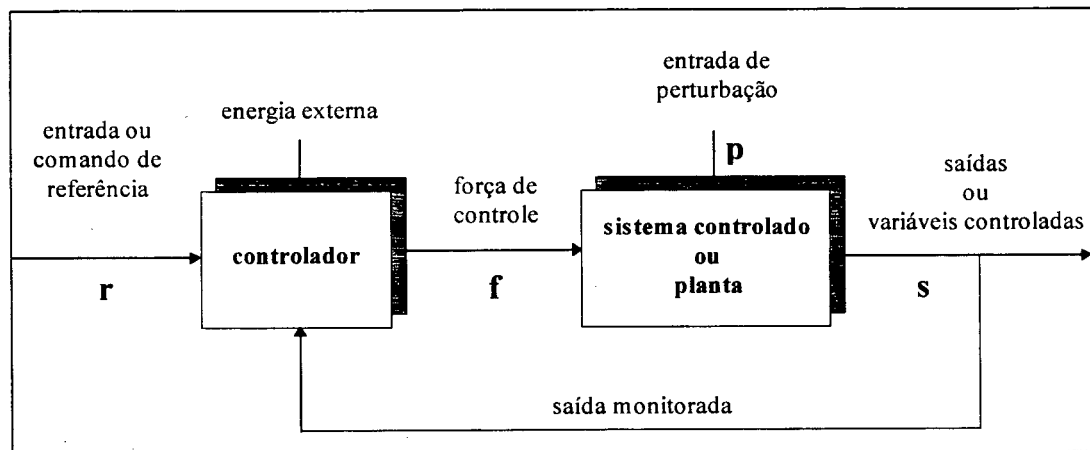 entrada de
perturbação
energia externa
entrada ou
comando de
referência
p
força de
controle
saídas
ou
variáveis controladas
controlador
sistema controlado
ou
planta
r
f
s
saída monitorada